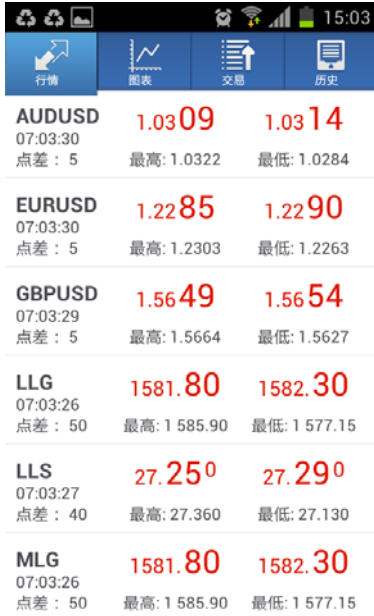 15:03
行情 图表 交易 历史
AUDUSD 1.0309 1.0314
07:03:30
点差： 5 最高: 1.0322 最低: 1.0284
EURUSD 1.2285 1.2290
07:03:30
点差： 5 最高: 1.2303 最低: 1.2263
GBPUSD 1.5649 1.5654
07:03:29
点差： 5 最高: 1.5664 最低: 1.5627
LLG 1581.80 1582.30
07:03:26
点差： 50 最高: 1 585.90 最低: 1 577.15
LLS 27.250 27.290
07:03:27
点差： 40 最高: 27.360 最低: 27.130
MLG 1581.80 1582.30
07:03:26
点差： 50 最高: 1 585.90 最低: 1 577.15